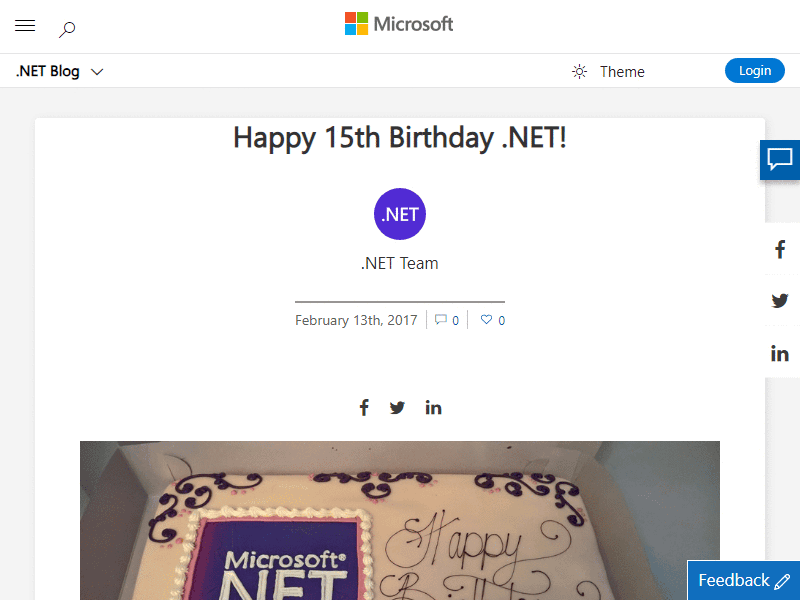 Microsoft
.NET Blog
Theme
Login
Happy 15th Birthday .NET!
.NET
.NET Team
February 13th, 2017
0
0
Microsoft®
.NET
Happy
Feedback